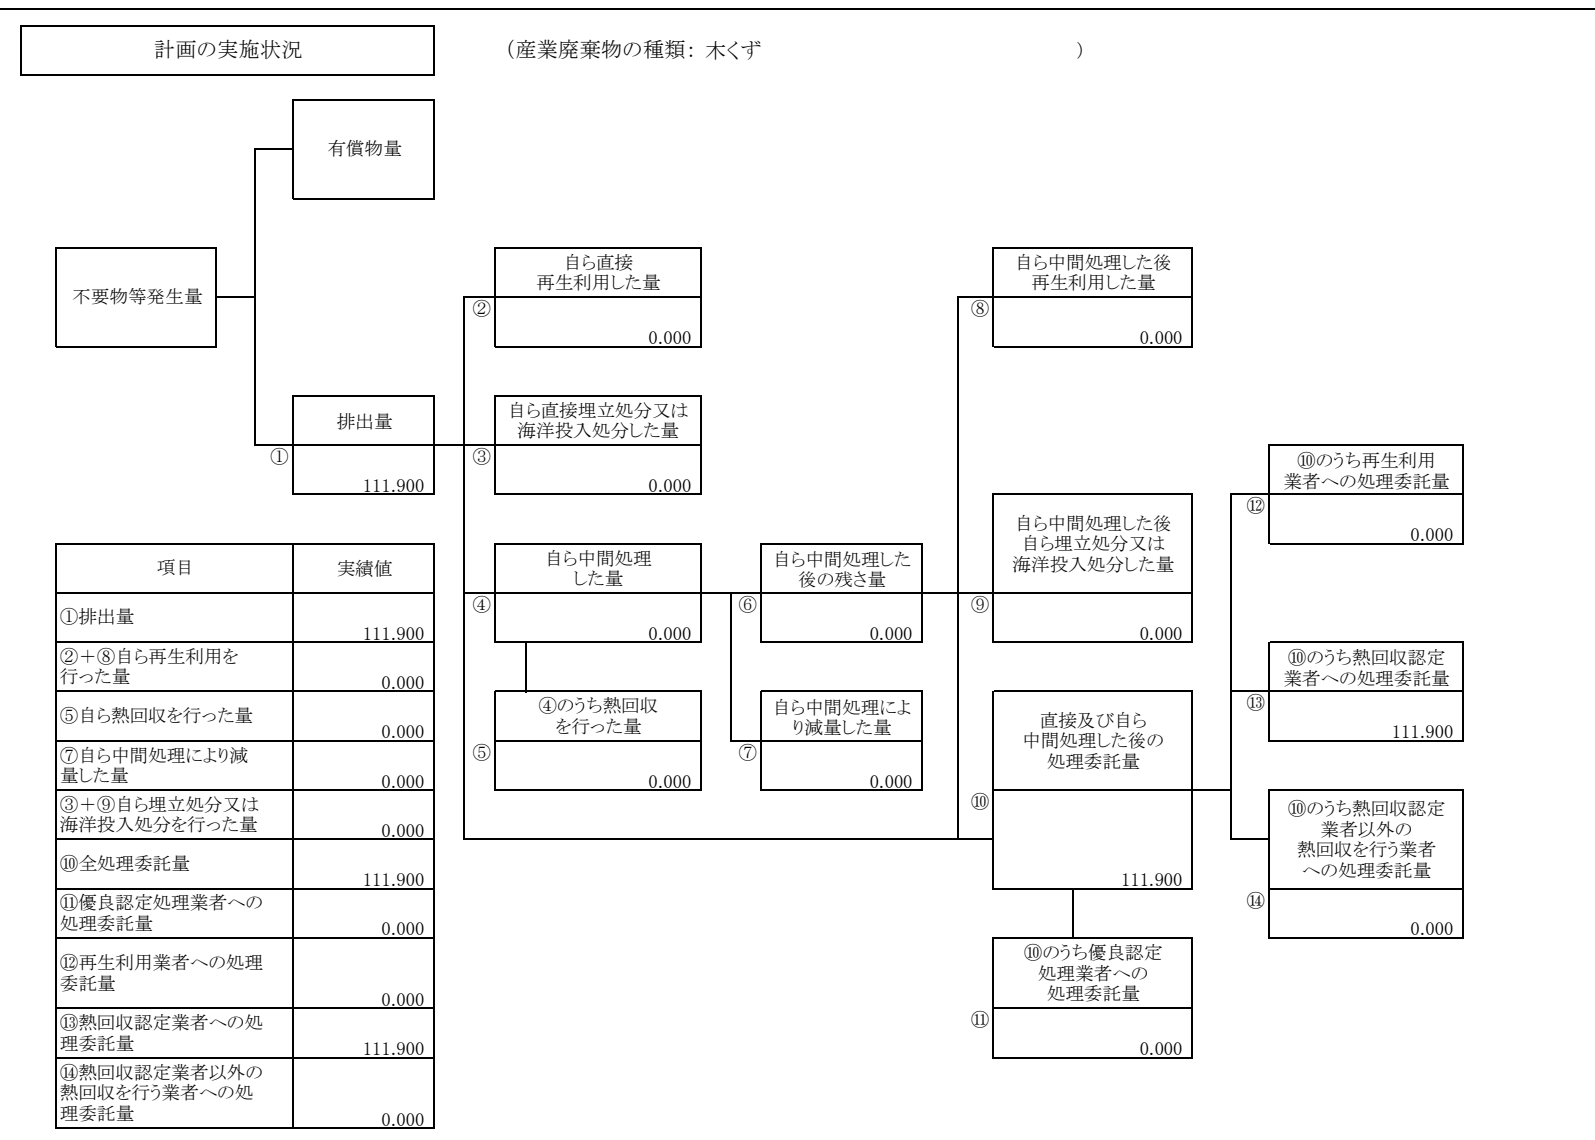 計画の実施状況
（産業廃棄物の種類：木くず ）
有償物量
不要物等発生量
自ら直接
再生利用した量
②
0.000
自ら中間処理した後
再生利用した量
⑧
0.000
排出量
①
111.900
自ら直接埋立処分又は
海洋投入処分した量
③
0.000
⑩のうち再生利用
業者への処理委託量
⑫
0.000
自ら中間処理
した量
④
0.000
自ら中間処理した
後の残さ量
⑥
0.000
自ら中間処理した後
自ら埋立処分又は
海洋投入処分した量
⑨
0.000
⑩のうち熱回収認定
業者への処理委託量
⑬
111.900
④のうち熱回収
を行った量
⑤
0.000
自ら中間処理によ
り減量した量
⑦
0.000
直接及び自ら
中間処理した後の
処理委託量
⑩
111.900
⑩のうち熱回収認定
業者以外の
熱回収を行う業者
への処理委託量
⑭
0.000
⑩のうち優良認定
処理業者への
処理委託量
⑪
0.000
項目 実績値
①排出量
111.900
②＋⑧自ら再生利用を
行った量
0.000
⑤自ら熱回収を行った量
0.000
⑦自ら中間処理により減
量した量
0.000
③＋⑨自ら埋立処分又は
海洋投入処分を行った量
0.000
⑩全処理委託量
111.900
⑪優良認定処理業者への
処理委託量
0.000
⑫再生利用業者への処理
委託量
0.000
⑬熱回収認定業者への処
理委託量
111.900
⑭熱回収認定業者以外の
熱回収を行う業者への処
理委託量
0.000